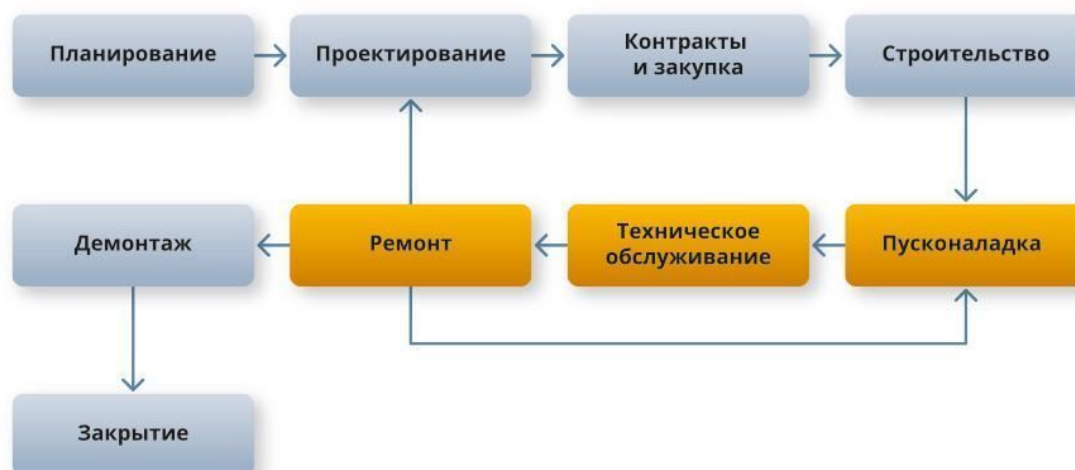 Планирование
Проектирование
Контракты
и закупка
Строительство
Демонтаж
Ремонт
Техническое
обслуживание
Пусконаладка
Закрытие